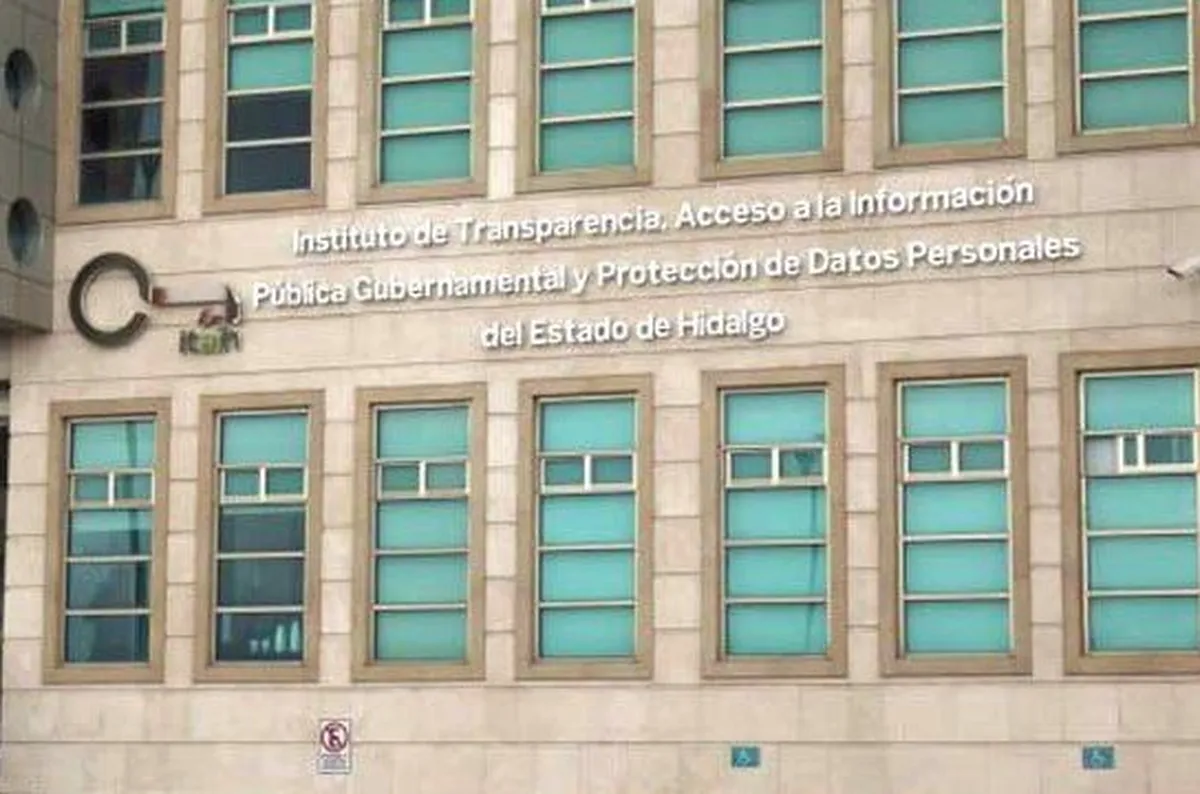 Instituto de Transparencia, Acceso a la Información
Pública Gubernamental y Protección de Datos Personales
del Estado de Hidalgo